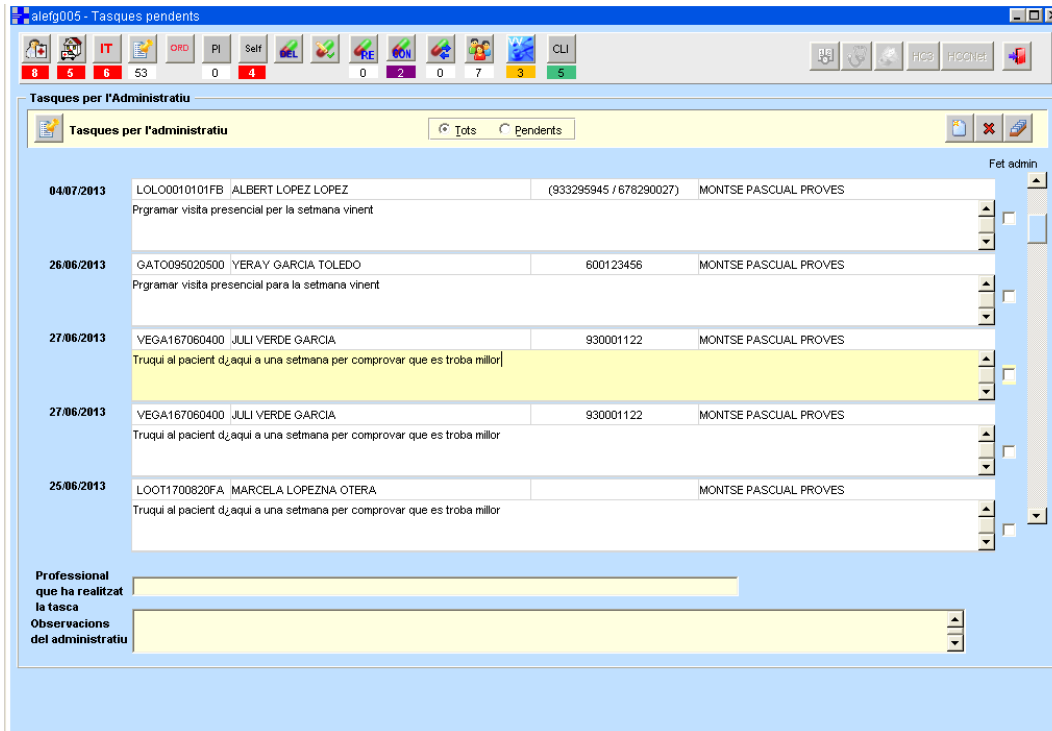 alefg005 - Tasques pendents
IT ORD PI Self DEL RE CON CLI HC3 HCCNet
8 5 6 53 0 4 0 2 0 7 3 5
Tasques per l'Administratiu
Tasques per l'administratiu Tots Pendents
Fet admin
04/07/2013 LOLO0010101FB ALBERT LOPEZ LOPEZ (933295945 / 678290027) MONTSE PASCUAL PROVES
Prgramar visita presencial per la setmana vinent
26/06/2013 GATO095020500 YERAY GARCIA TOLEDO 600123456 MONTSE PASCUAL PROVES
Prgramar visita presencial para la setmana vinent
27/06/2013 VEGA167060400 JULI VERDE GARCIA 930001122 MONTSE PASCUAL PROVES
Truqui al pacient d¿aqui a una setmana per comprovar que es troba millor
27/06/2013 VEGA167060400 JULI VERDE GARCIA 930001122 MONTSE PASCUAL PROVES
Truqui al pacient d¿aqui a una setmana per comprovar que es troba millor
25/06/2013 LOOT1700820FA MARCELA LOPEZNA OTERA MONTSE PASCUAL PROVES
Truqui al pacient d¿aqui a una setmana per comprovar que es troba millor
Professional
que ha realitzat
la tasca
Observacions
del administratiu